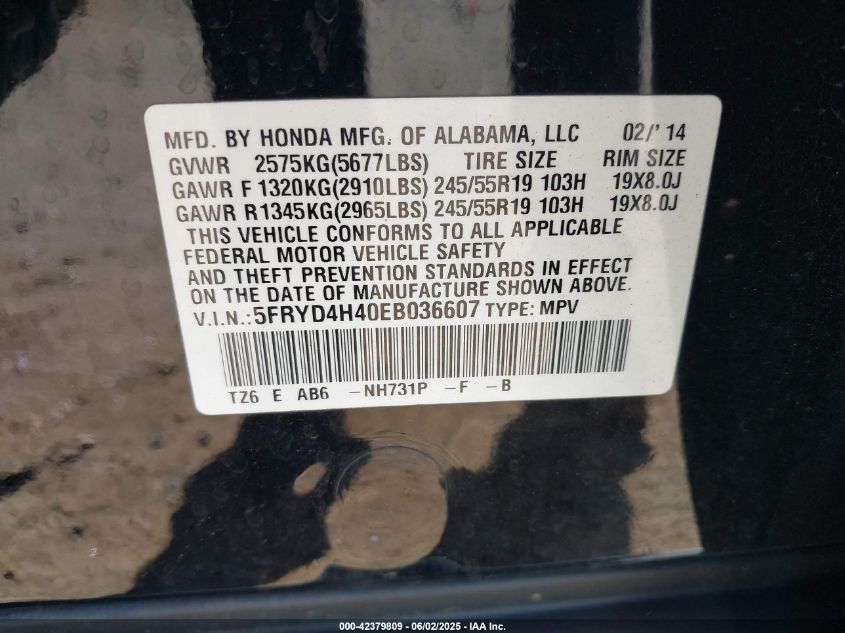 MFD. BY HONDA MFG. OF ALABAMA, LLC 02/' 14
GVWR 2575KG(5677LBS) TIRE SIZE RIM SIZE
GAWR F 1320KG(2910LBS) 245/55R19 103H 19X8.0J
GAWR R1345KG(2965LBS) 245/55R19 103H 19X8.0J
THIS VEHICLE CONFORMS TO ALL APPLICABLE
FEDERAL MOTOR VEHICLE SAFETY
AND THEFT PREVENTION STANDARDS IN EFFECT
ON THE DATE OF MANUFACTURE SHOWN ABOVE.
V.I.N.:5FRYD4H40EB036607 TYPE: MPV
TZ6 E AB6 -NH731P -F -B
000-42379809 - 06/02/2025 - IAA Inc.